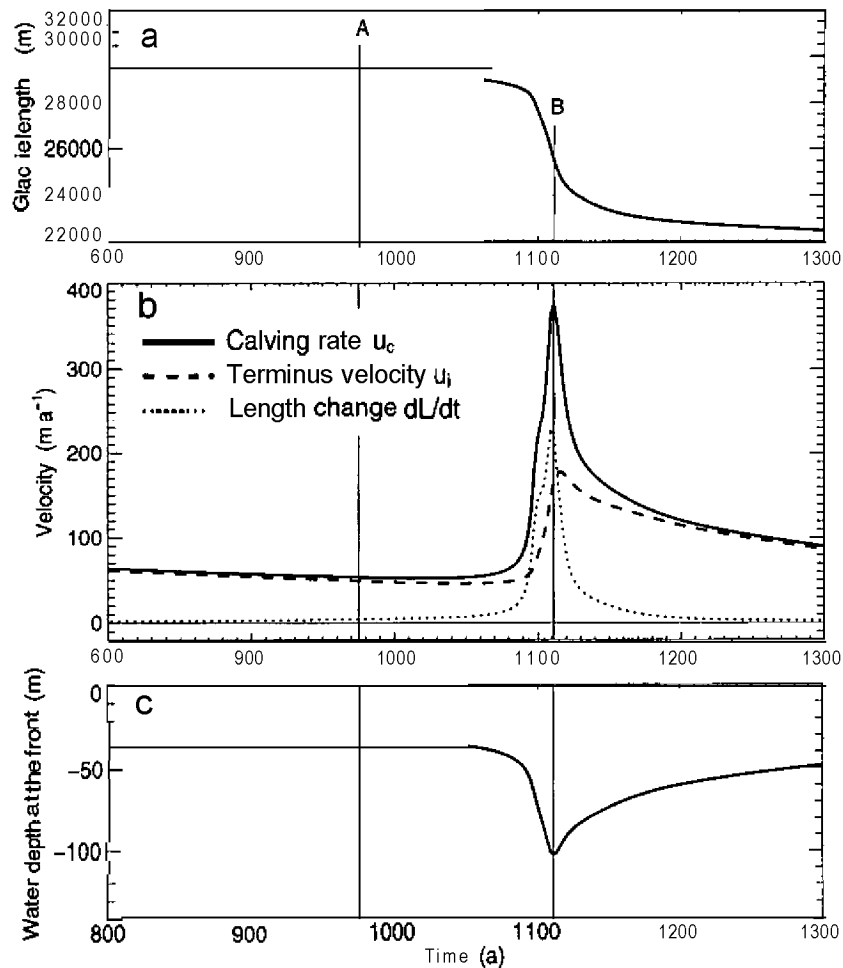 a
A
B
Glac ielength (m)
32000
30000
28000
26000
24000
22000
600 900 1000 1100 1200 1300
b
Calving rate u_c
Terminus velocity u_i
Length change dL/dt
Velocity (m a⁻¹)
400
300
200
100
0
600 900 1000 1100 1200 1300
C
Water depth at the front (m)
0
−50
−100
800 900 1000 1100 1200 1300
Time (a)